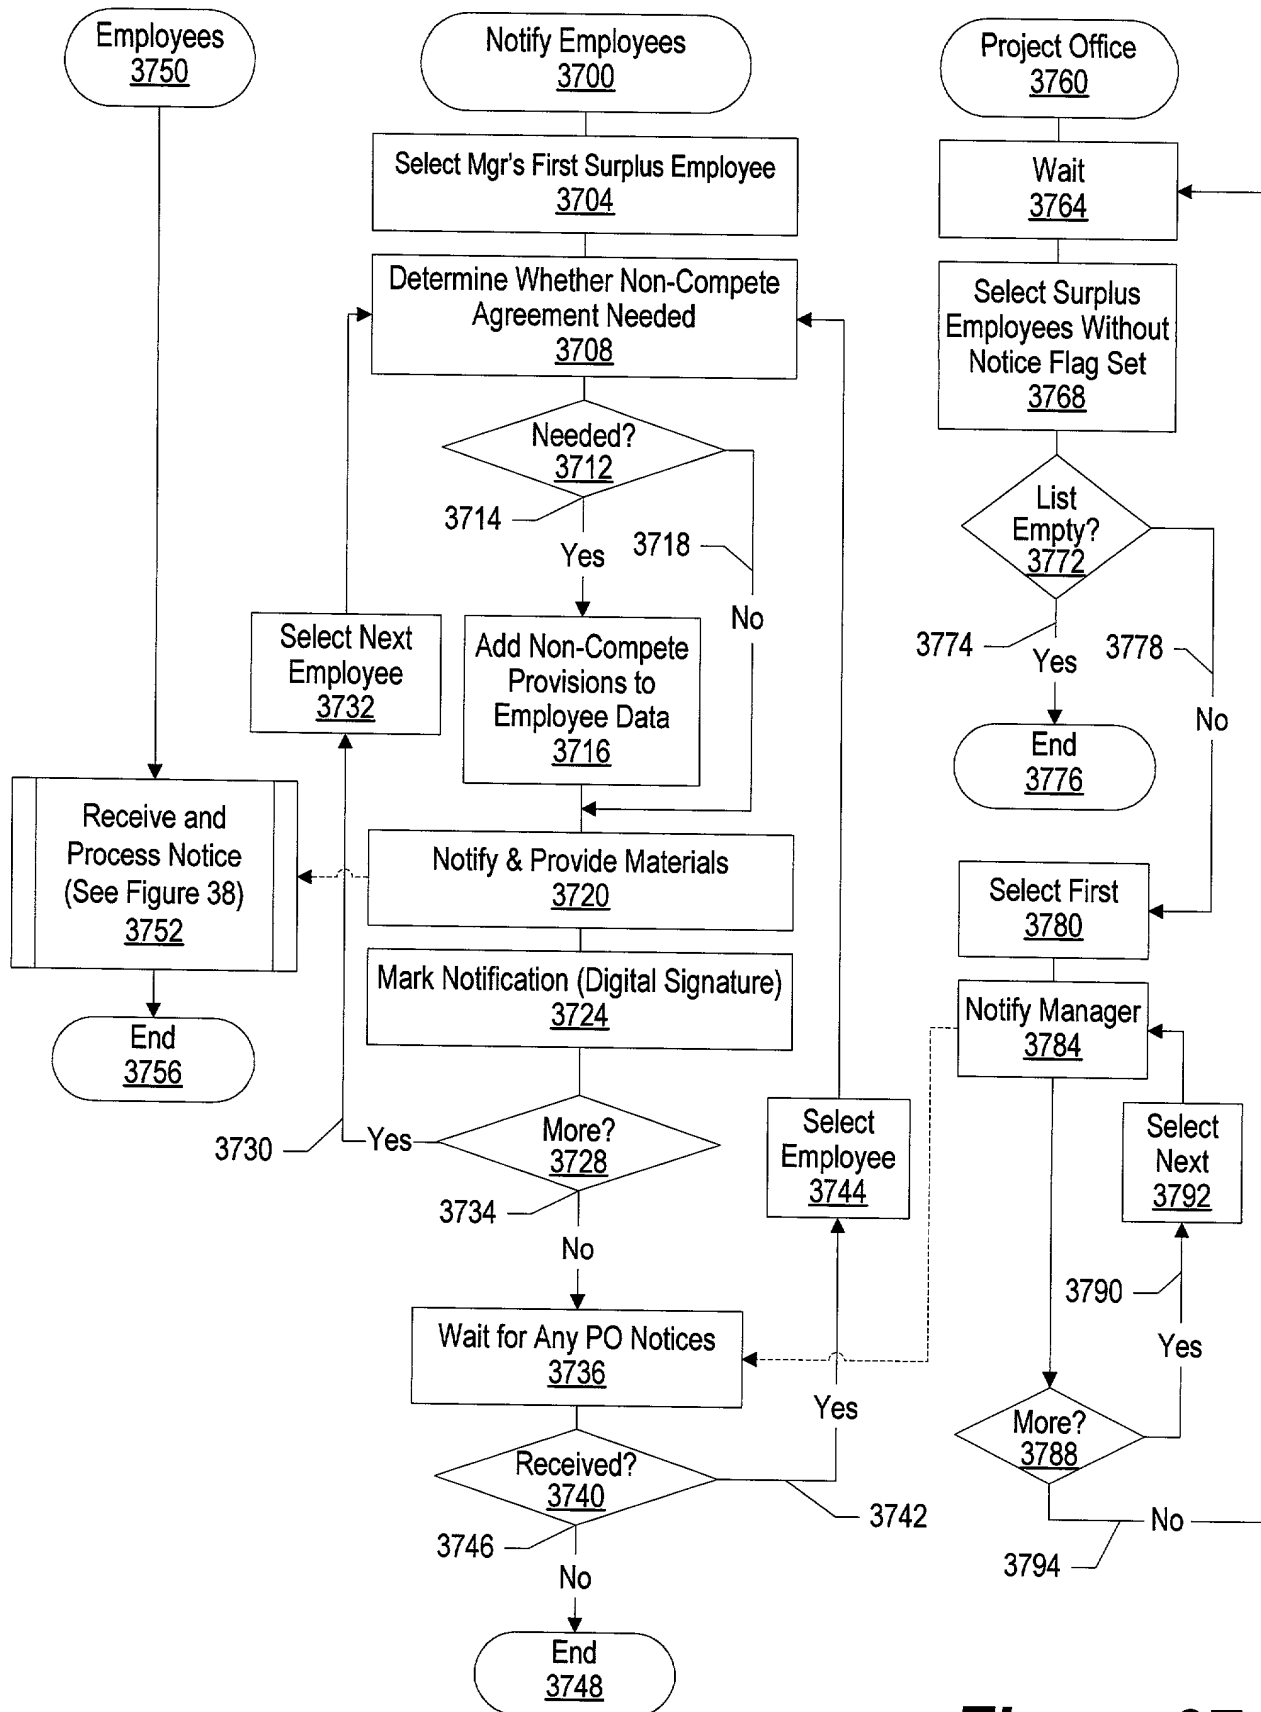 Employees
3750
Receive and
Process Notice
(See Figure 38)
3752
End
3756
Notify Employees
3700
Select Mgr's First Surplus Employee
3704
Determine Whether Non-Compete
Agreement Needed
3708
Needed?
3712
3714
Yes
3718
No
Select Next
Employee
3732
Add Non-Compete
Provisions to
Employee Data
3716
Notify & Provide Materials
3720
Mark Notification (Digital Signature)
3724
More?
3728
3730
Yes
3734
No
Wait for Any PO Notices
3736
Received?
3740
3742
Yes
Select
Employee
3744
3746
No
End
3748
Project Office
3760
Wait
3764
Select Surplus
Employees Without
Notice Flag Set
3768
List
Empty?
3772
3774
Yes
3778
No
End
3776
Select First
3780
Notify Manager
3784
Select
Next
3792
3790
Yes
More?
3788
No
3794